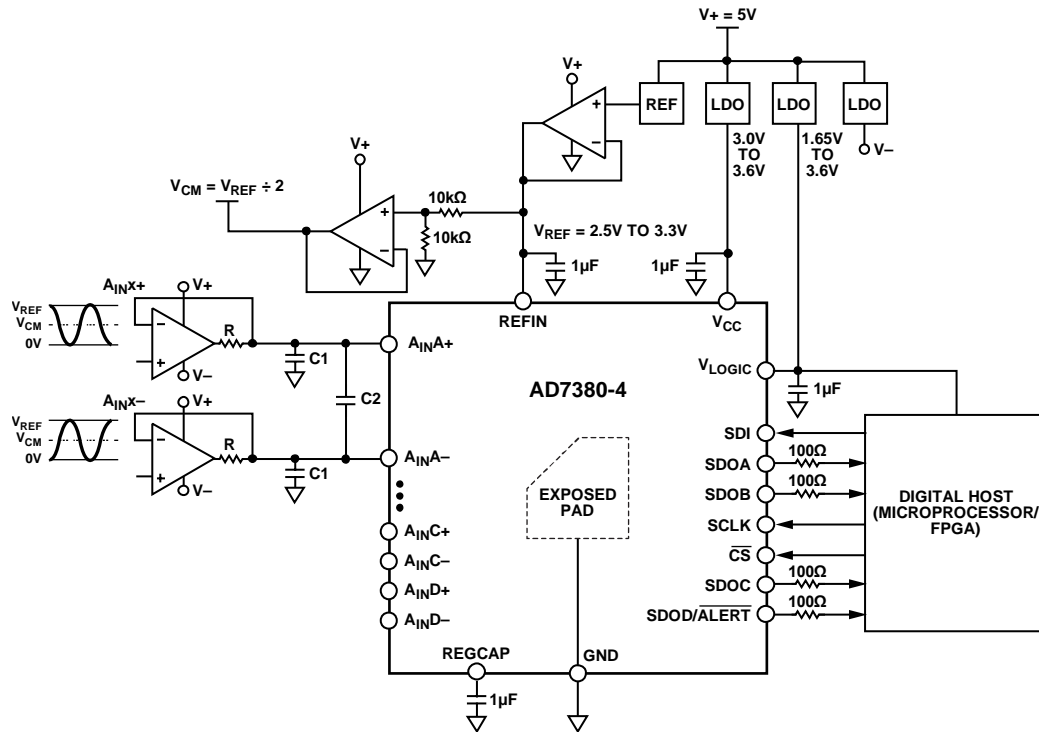 V+ = 5V
V+
REF
LDO
LDO
LDO
3.0V
TO
3.6V
1.65V
TO
3.6V
V–
+
−
V+
VCM = VREF ÷ 2
+
−
10kΩ
10kΩ
VREF = 2.5V TO 3.3V
1µF
1µF
REFIN
VCC
AINx+
V+
VREF
VCM
0V
−
+
R
V–
C1
C2
AINx–
V+
VREF
VCM
0V
−
+
R
V–
C1
AINA+
AINA–
AINC+
AINC–
AIND+
AIND–
AD7380-4
EXPOSED
PAD
VLOGIC
1µF
SDI
SDOA
100Ω
SDOB
100Ω
SCLK
CS
SDOC
100Ω
SDOD/ALERT
100Ω
DIGITAL HOST
(MICROPROCESSOR/
FPGA)
REGCAP
1µF
GND